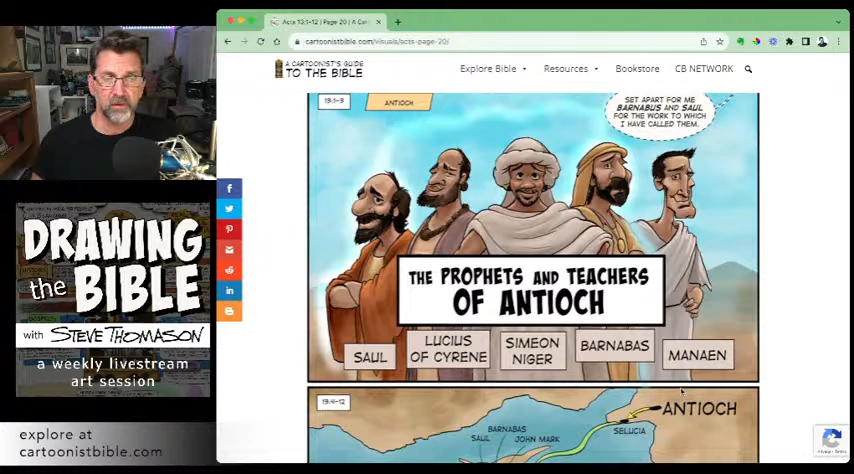 Acts 13:1-12 | Page 20 | A Car
cartoonistbible.com/visuals/acts-page-20/
A CARTOONIST'S GUIDE
TO THE BIBLE
Explore Bible
Resources
Bookstore
CB NETWORK
13:1-3
ANTIOCH
SET APART FOR ME
BARNABUS AND SAUL
FOR THE WORK TO WHICH
I HAVE CALLED THEM.
THE PROPHETS AND TEACHERS
OF ANTIOCH
SAUL
LUCIUS
OF CYRENE
SIMEON
NIGER
BARNABAS
MANAEN
13:4-12
ANTIOCH
SELUCIA
BARNABAS
SAUL
JOHN MARK
DRAWING
the BIBLE
with STEVE THOMASON
a weekly livestream
art session
explore at
cartoonistbible.com